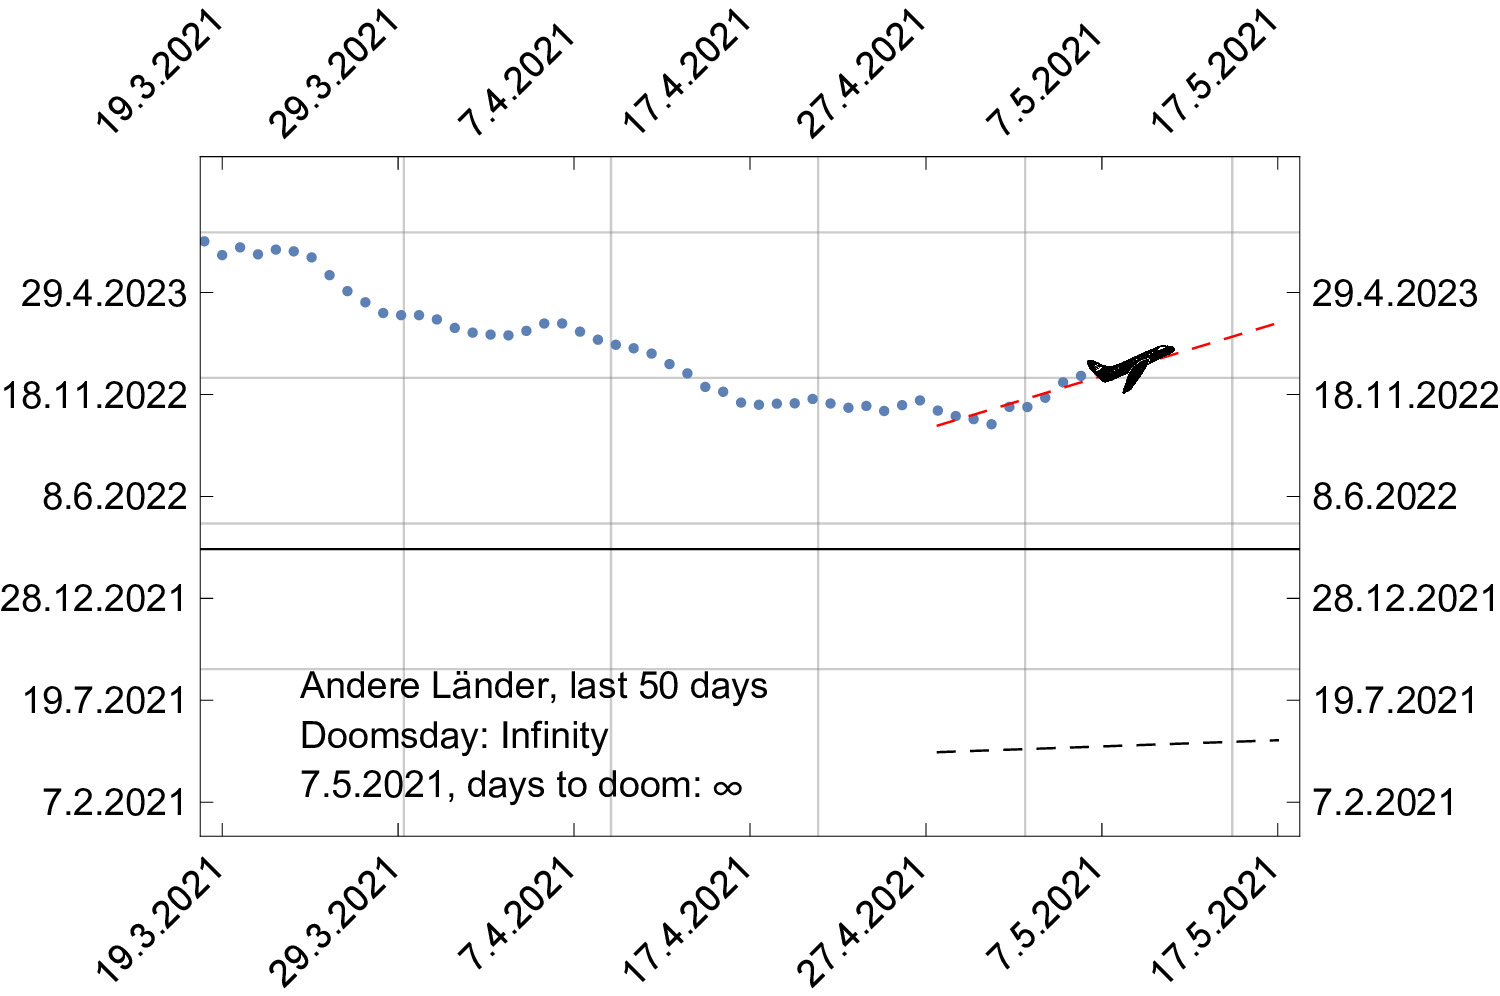 19.3.2021 29.3.2021 7.4.2021 17.4.2021 27.4.2021 7.5.2021 17.5.2021
29.4.2023 29.4.2023
18.11.2022 18.11.2022
8.6.2022 8.6.2022
28.12.2021 28.12.2021
Andere Länder, last 50 days
19.7.2021 19.7.2021
Doomsday: Infinity
7.5.2021, days to doom: ∞
7.2.2021 7.2.2021
19.3.2021 29.3.2021 7.4.2021 17.4.2021 27.4.2021 7.5.2021 17.5.2021